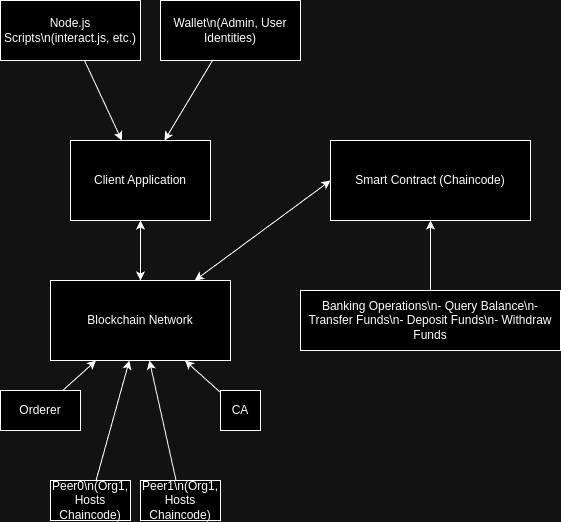 Node.js
Scripts\n(interact.js, etc.)
Wallet\n(Admin, User
Identities)
Client Application
Smart Contract (Chaincode)
Blockchain Network
Banking Operations\n- Query Balance\n-
Transfer Funds\n- Deposit Funds\n- Withdraw
Funds
Orderer
CA
Peer0\n(Org1,
Hosts
Chaincode)
Peer1\n(Org1,
Hosts
Chaincode)